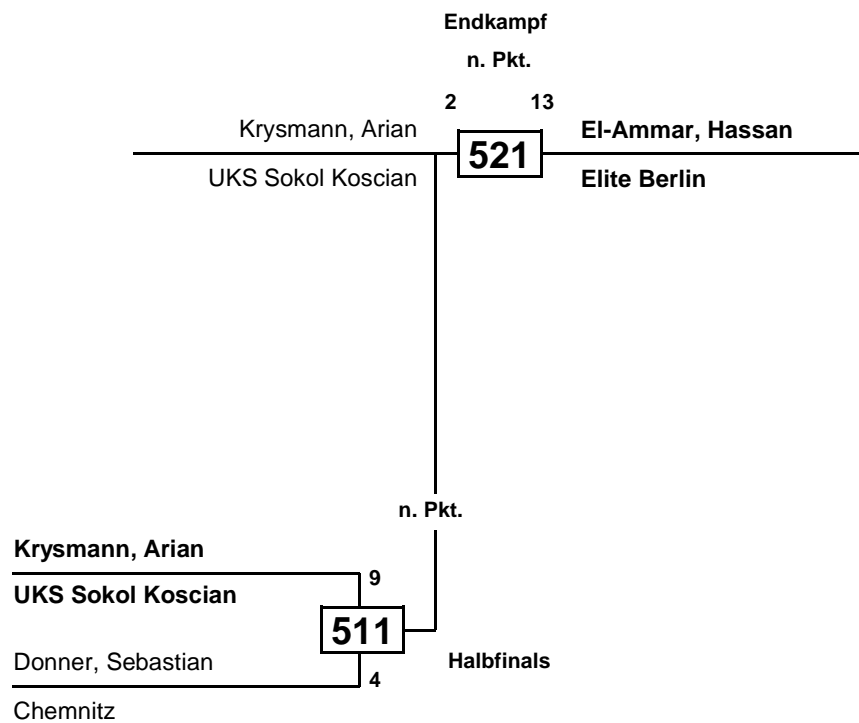 Endkampf
n. Pkt.
2 13
Krysmann, Arian
UKS Sokol Koscian
521
El-Ammar, Hassan
Elite Berlin
n. Pkt.
Krysmann, Arian
UKS Sokol Koscian
9
511
Halbfinals
Donner, Sebastian
Chemnitz
4